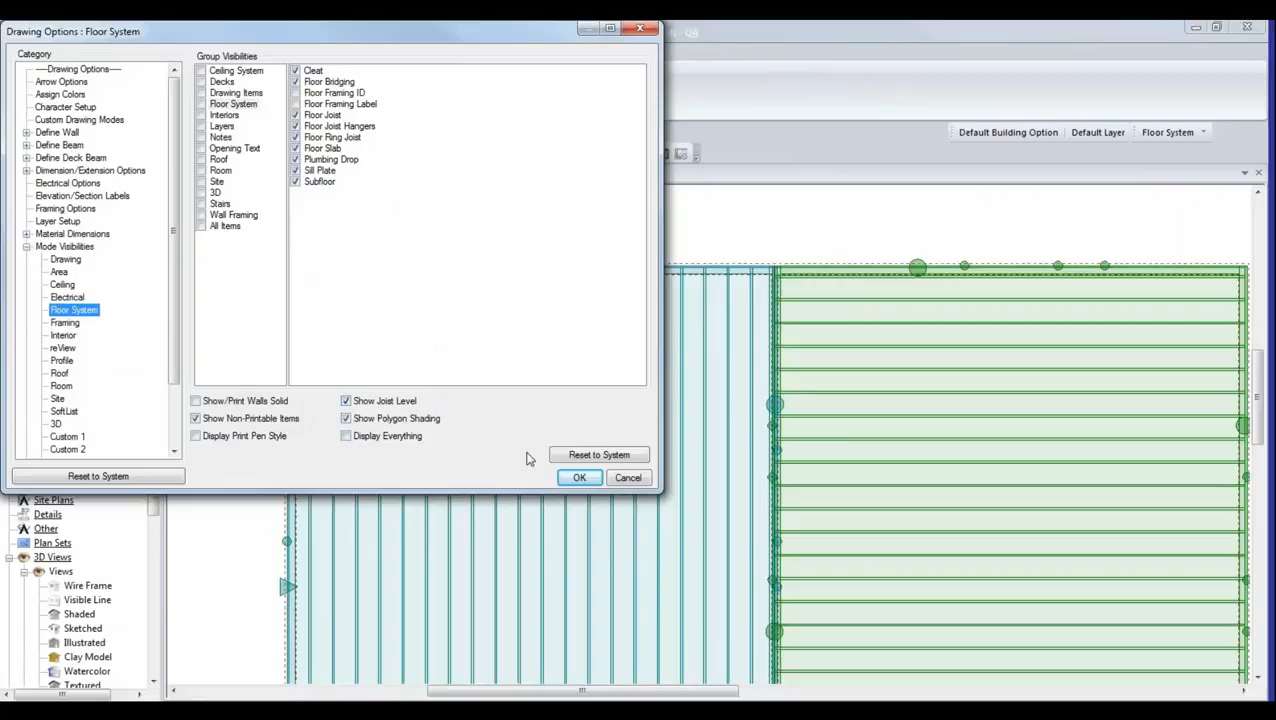 Drawing Options : Floor System
Category
----Drawing Options----
Arrow Options
Assign Colors
Character Setup
Custom Drawing Modes
Define Wall
Define Beam
Define Deck Beam
Dimension/Extension Options
Electrical Options
Elevation/Section Labels
Framing Options
Layer Setup
Material Dimensions
Mode Visibilities
Drawing
Area
Ceiling
Electrical
Floor System
Framing
Interior
reView
Profile
Roof
Room
Site
SoftList
3D
Custom 1
Custom 2
Reset to System
Group Visibilities
Ceiling System
Decks
Drawing Items
Floor System
Interiors
Layers
Notes
Opening Text
Roof
Room
Site
3D
Stairs
Wall Framing
All Items
Cleat
Floor Bridging
Floor Framing ID
Floor Framing Label
Floor Joist
Floor Joist Hangers
Floor Ring Joist
Floor Slab
Plumbing Drop
Sill Plate
Subfloor
Show/Print Walls Solid
Show Joist Level
Show Non-Printable Items
Show Polygon Shading
Display Print Pen Style
Display Everything
Reset to System
OK
Cancel
Default Building Option
Default Layer
Floor System
Site Plans
Details
Other
Plan Sets
3D Views
Views
Wire Frame
Visible Line
Shaded
Sketched
Illustrated
Clay Model
Watercolor
Textured